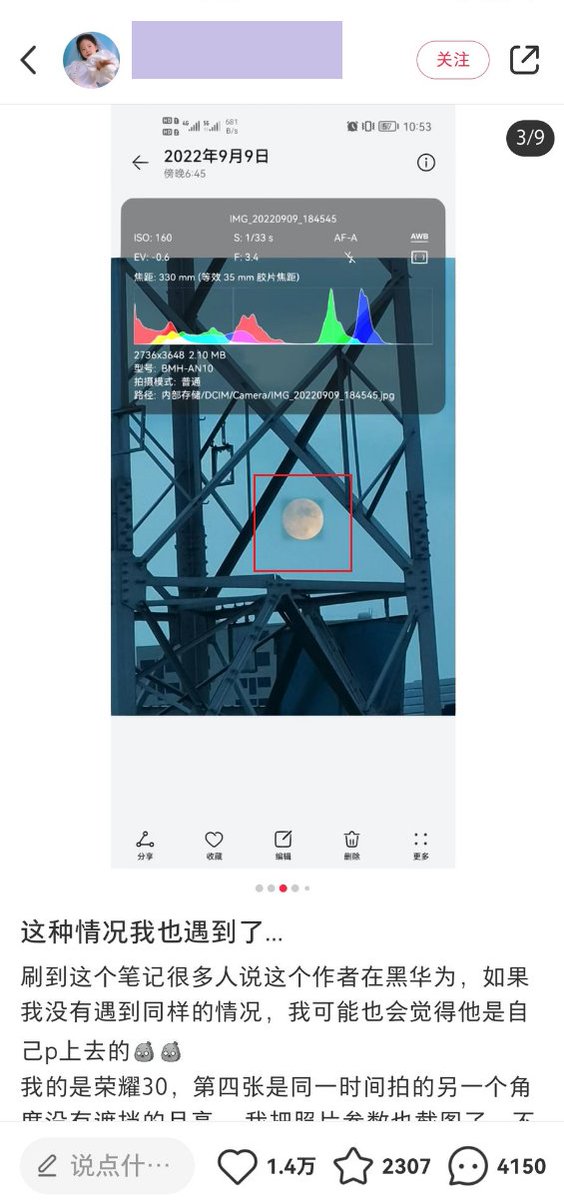 关注
3/9
681
B/s
10:53
2022年9月9日
傍晚6:45
IMG_20220909_184545
ISO: 160 S: 1/33 s AF-A AWB
EV: -0.6 F: 3.4
焦距: 330 mm (等效 35 mm 胶片焦距)
2736x3648 2.10 MB
型号: BMH-AN10
拍摄模式: 普通
路径: 内部存储/DCIM/Camera/IMG_20220909_184545.jpg
分享 收藏 编辑 删除 更多
这种情况我也遇到了...
刷到这个笔记很多人说这个作者在黑华为，如果
我没有遇到同样的情况，我可能也会觉得他是自
己p上去的
我的是荣耀30，第四张是同一时间拍的另一个角
度没有遮挡的月亮
我把照片参数也截图了
说点什… 1.4万 2307 4150